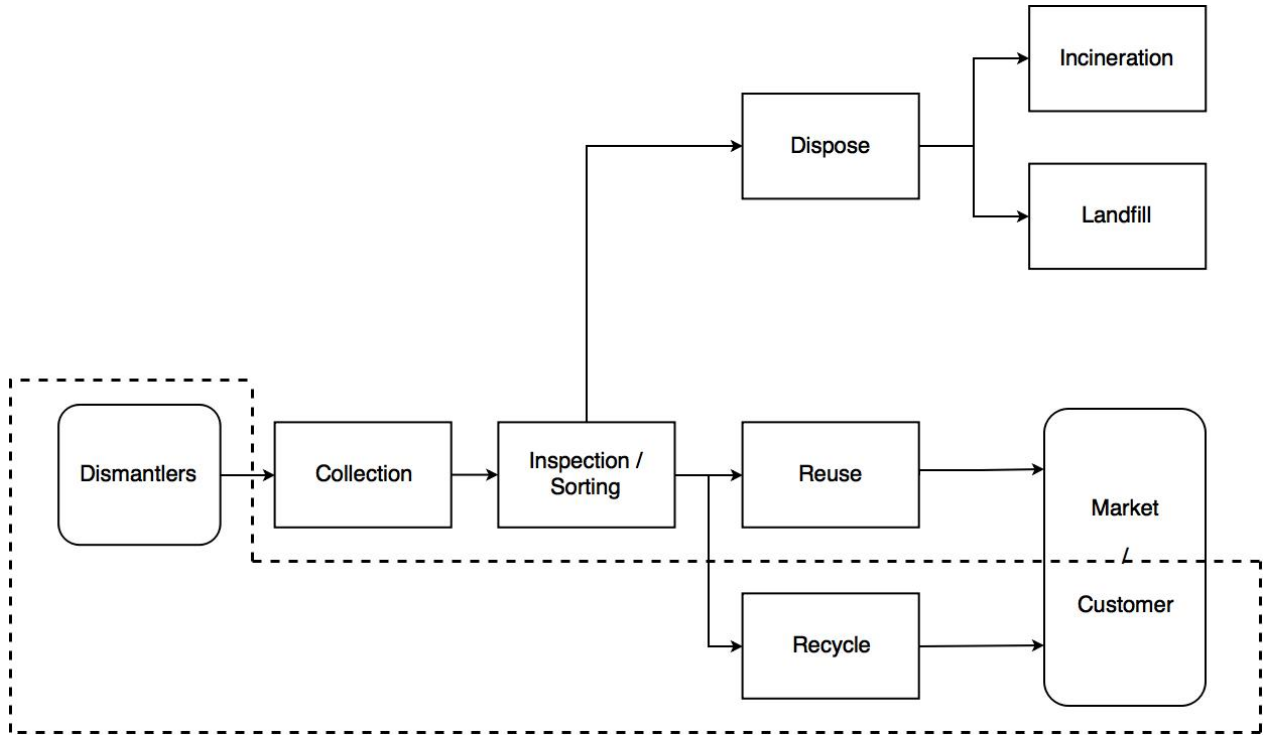 Incineration
Dispose
Landfill
Dismantlers
Collection
Inspection /
Sorting
Reuse
Market
/
Customer
Recycle